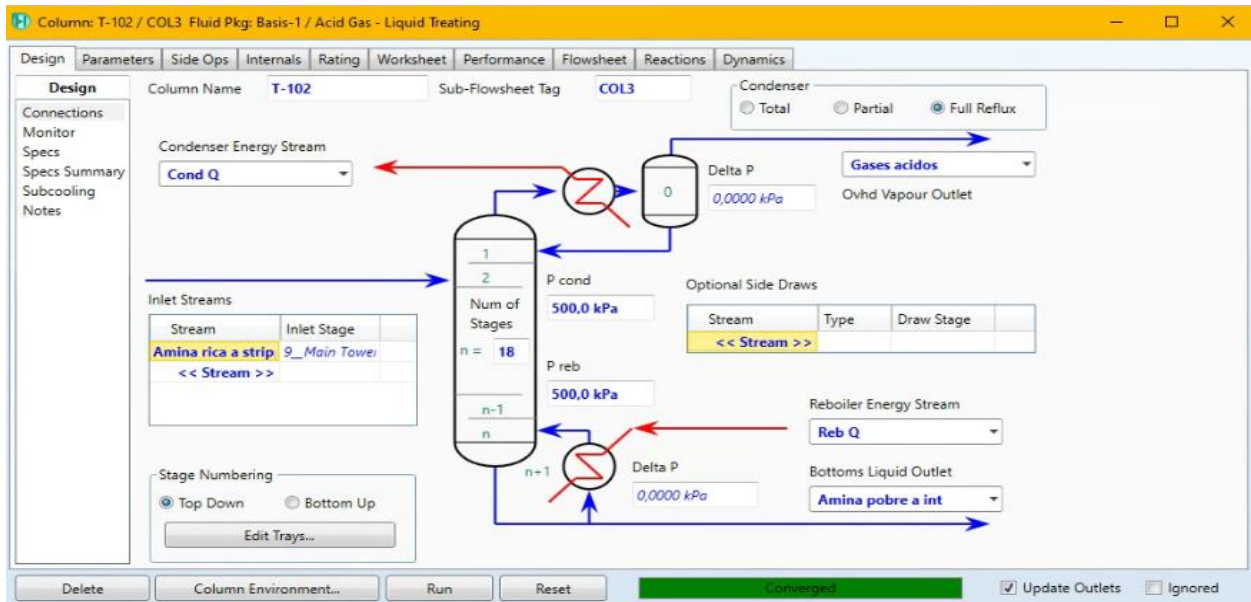 Column: T-102 / COL3 Fluid Pkg: Basis-1 / Acid Gas - Liquid Treating
Design Parameters Side Ops Internals Rating Worksheet Performance Flowsheet Reactions Dynamics
Design
Connections
Monitor
Specs
Specs Summary
Subcooling
Notes
Column Name T-102
Sub-Flowsheet Tag COL3
Condenser
Total Partial Full Reflux
Condenser Energy Stream
Cond Q
0
Delta P
0,0000 kPa
Gases acidos
Ovhd Vapour Outlet
Inlet Streams
Stream Inlet Stage
Amina rica a strip 9__Main Tower
<< Stream >>
1
2
Num of
Stages
n = 18
n-1
n
n+1
P cond
500,0 kPa
P reb
500,0 kPa
Optional Side Draws
Stream Type Draw Stage
<< Stream >>
Reboiler Energy Stream
Reb Q
Delta P
0,0000 kPa
Bottoms Liquid Outlet
Amina pobre a int
Stage Numbering
Top Down Bottom Up
Edit Trays...
Delete Column Environment... Run Reset Converged Update Outlets Ignored